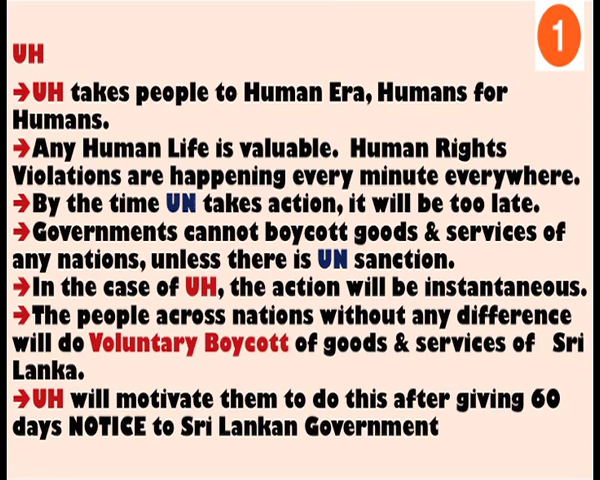 1
UH
➔UH takes people to Human Era, Humans for
Humans.
➔Any Human Life is valuable. Human Rights
Violations are happening every minute everywhere.
➔By the time UN takes action, it will be too late.
➔Governments cannot boycott goods & services of
any nations, unless there is UN sanction.
➔In the case of UH, the action will be instantaneous.
➔The people across nations without any difference
will do Voluntary Boycott of goods & services of Sri
Lanka.
➔UH will motivate them to do this after giving 60
days NOTICE to Sri Lankan Government